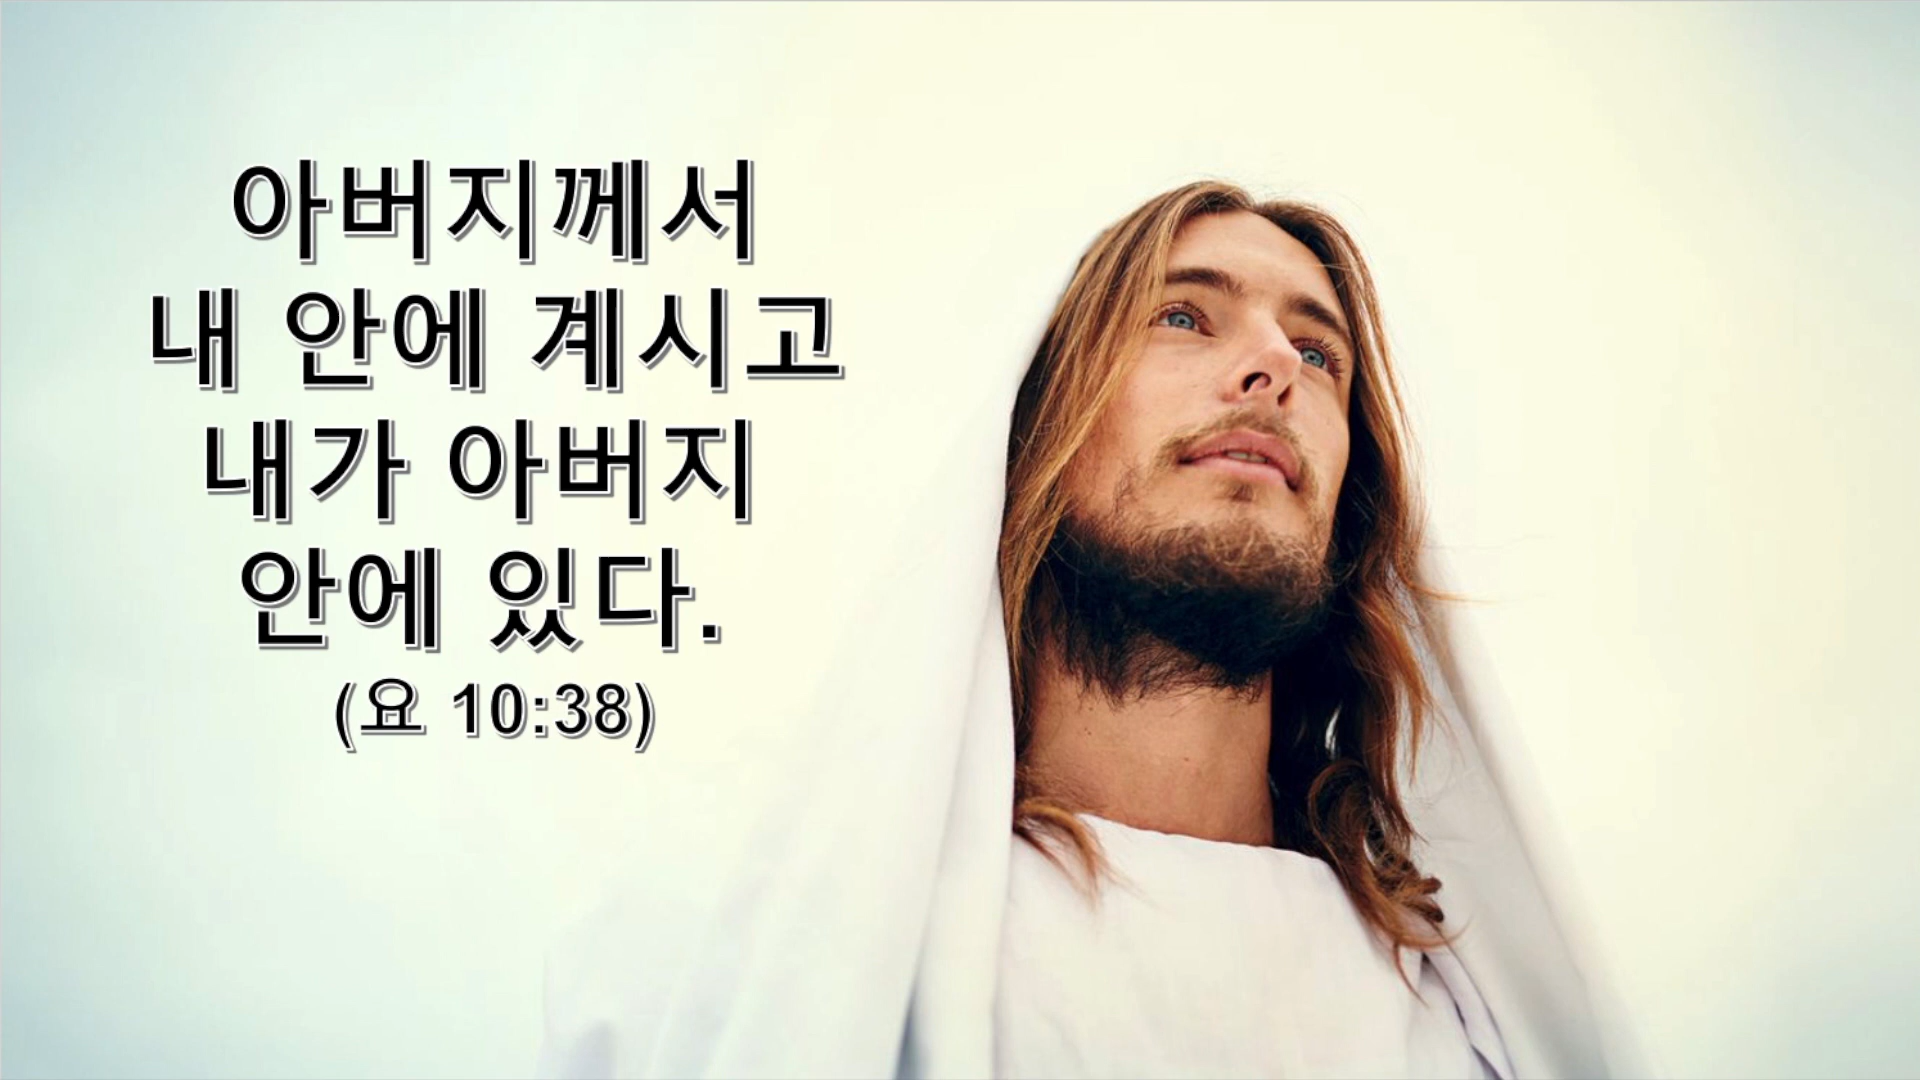 아버지께서
내 안에 계시고
내가 아버지
안에 있다.
(요 10:38)